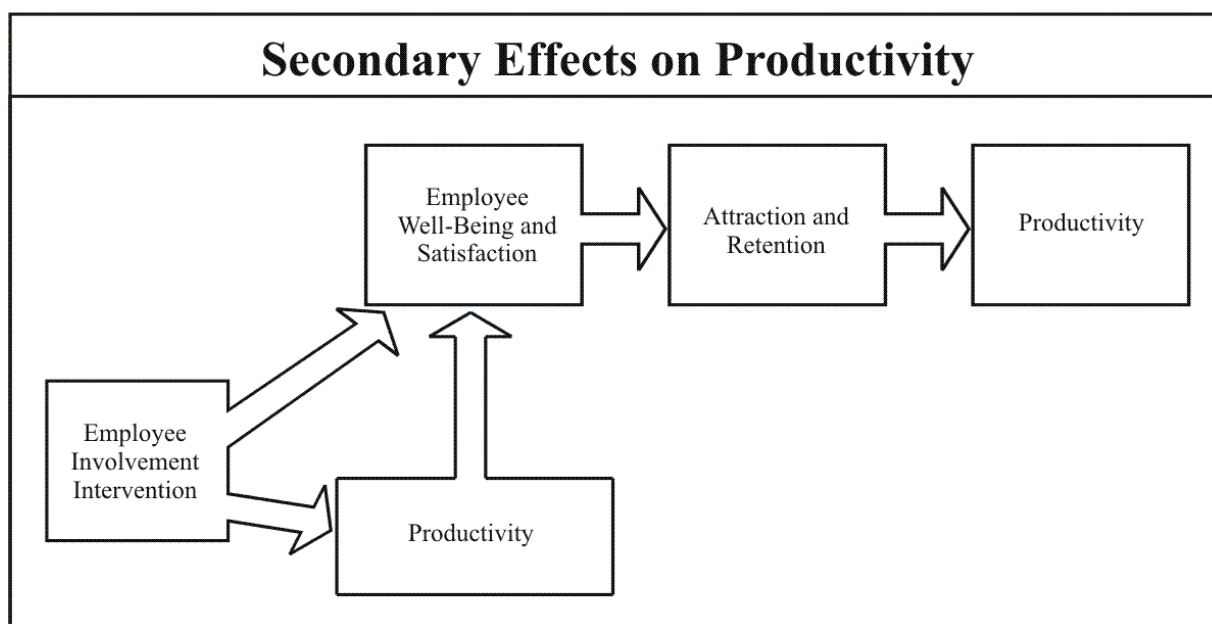 Secondary Effects on Productivity
Employee
Well-Being and
Satisfaction
Attraction and
Retention
Productivity
Employee
Involvement
Intervention
Productivity